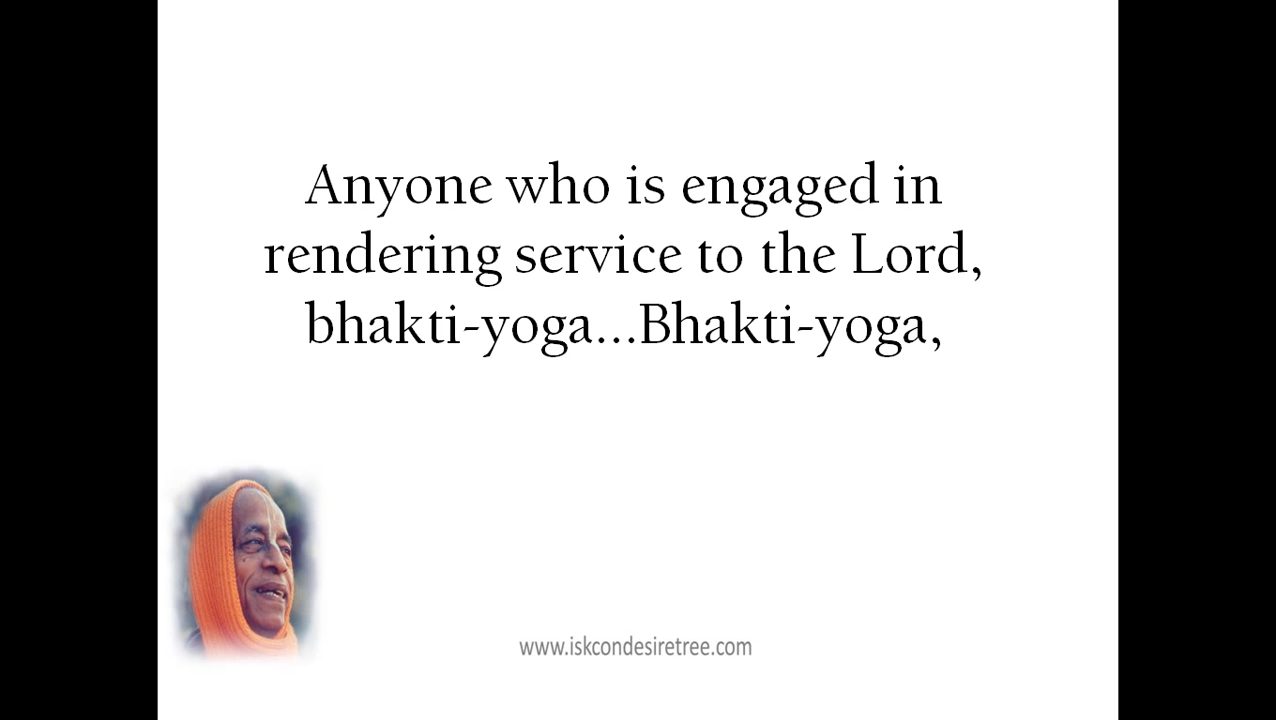 Anyone who is engaged in
rendering service to the Lord,
bhakti-yoga...Bhakti-yoga,
www.iskcondesiretree.com